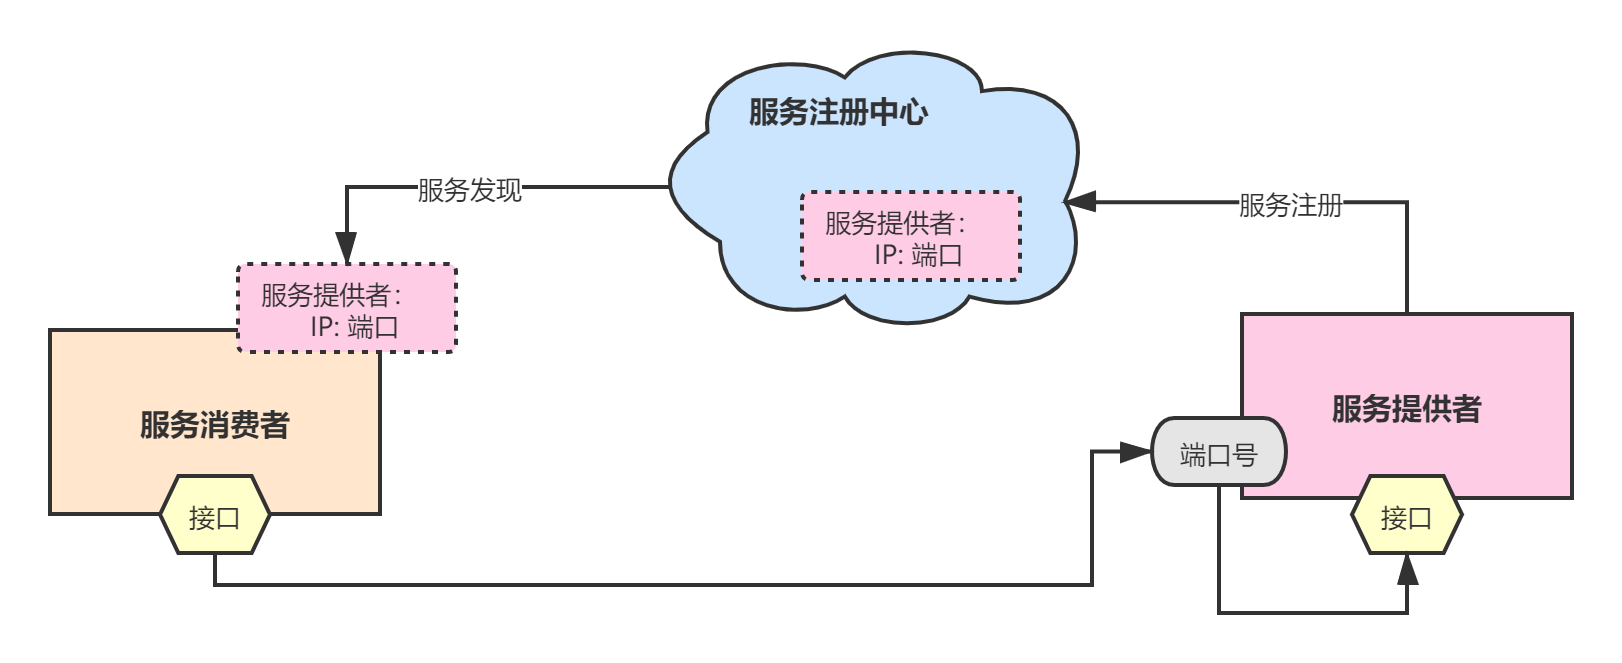 服务注册中心
服务发现
服务提供者：
IP: 端口
服务注册
服务提供者：
IP: 端口
服务消费者
服务提供者
端口号
接口
接口